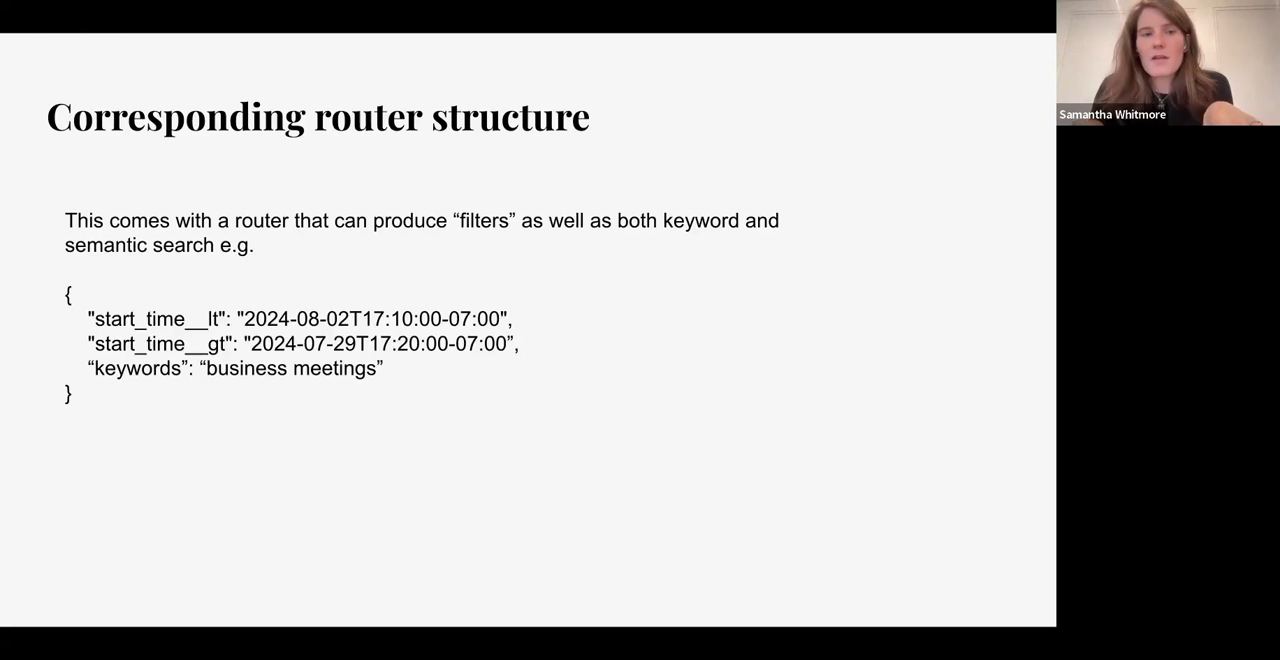 Corresponding router structure
This comes with a router that can produce “filters” as well as both keyword and
semantic search e.g.
{
"start_time__lt": "2024-08-02T17:10:00-07:00",
"start_time__gt": "2024-07-29T17:20:00-07:00”,
“keywords”: “business meetings”
}
Samantha Whitmore